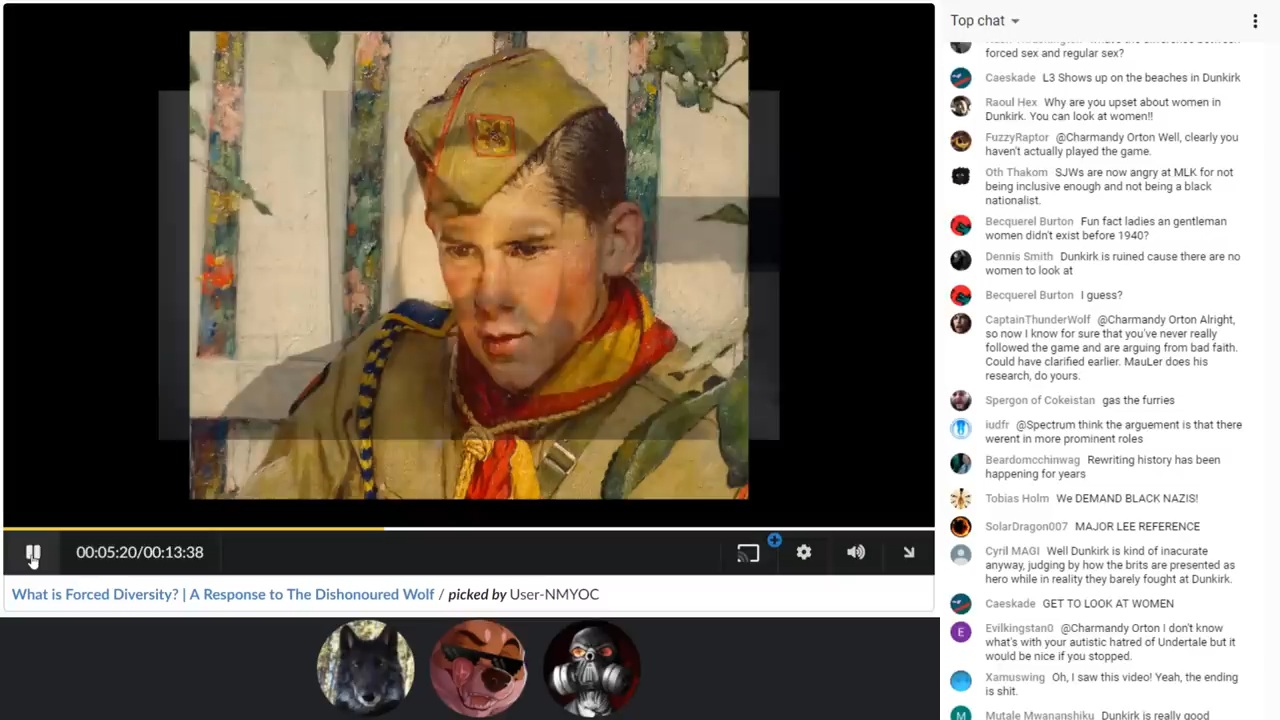 Top chat
forced sex and regular sex?
Caeskade L3 Shows up on the beaches in Dunkirk
Raoul Hex Why are you upset about women in
Dunkirk. You can look at women!!
FuzzyRaptor @Charmandy Orton Well, clearly you
haven't actually played the game.
Oth Thakom SJWs are now angry at MLK for not
being inclusive enough and not being a black
nationalist.
Becquerel Burton Fun fact ladies an gentleman
women didn't exist before 1940?
Dennis Smith Dunkirk is ruined cause there are no
women to look at
Becquerel Burton I guess?
CaptainThunderWolf @Charmandy Orton Alright,
so now I know for sure that you've never really
followed the game and are arguing from bad faith.
Could have clarified earlier. MauLer does his
research, do yours.
Spergon of Cokeistan gas the furries
iudfr @Spectrum think the arguement is that there
werent in more prominent roles
Beardomcchinwag Rewriting history has been
happening for years
Tobias Holm We DEMAND BLACK NAZIS!
SolarDragon007 MAJOR LEE REFERENCE
Cyril MAGI Well Dunkirk is kind of inacurate
anyway, judging by how the brits are presented as
hero while in reality they barely fought at Dunkirk.
Caeskade GET TO LOOK AT WOMEN
E
Evilkingstan0 @Charmandy Orton I don't know
what's with your autistic hatred of Undertale but it
would be nice if you stopped.
Xamuswing Oh, I saw this video! Yeah, the ending
is shit.
M
Mutale Mwananshiku Dunkirk is really good
00:05:20/00:13:38
What is Forced Diversity? | A Response to The Dishonoured Wolf / picked by User-NMYOC